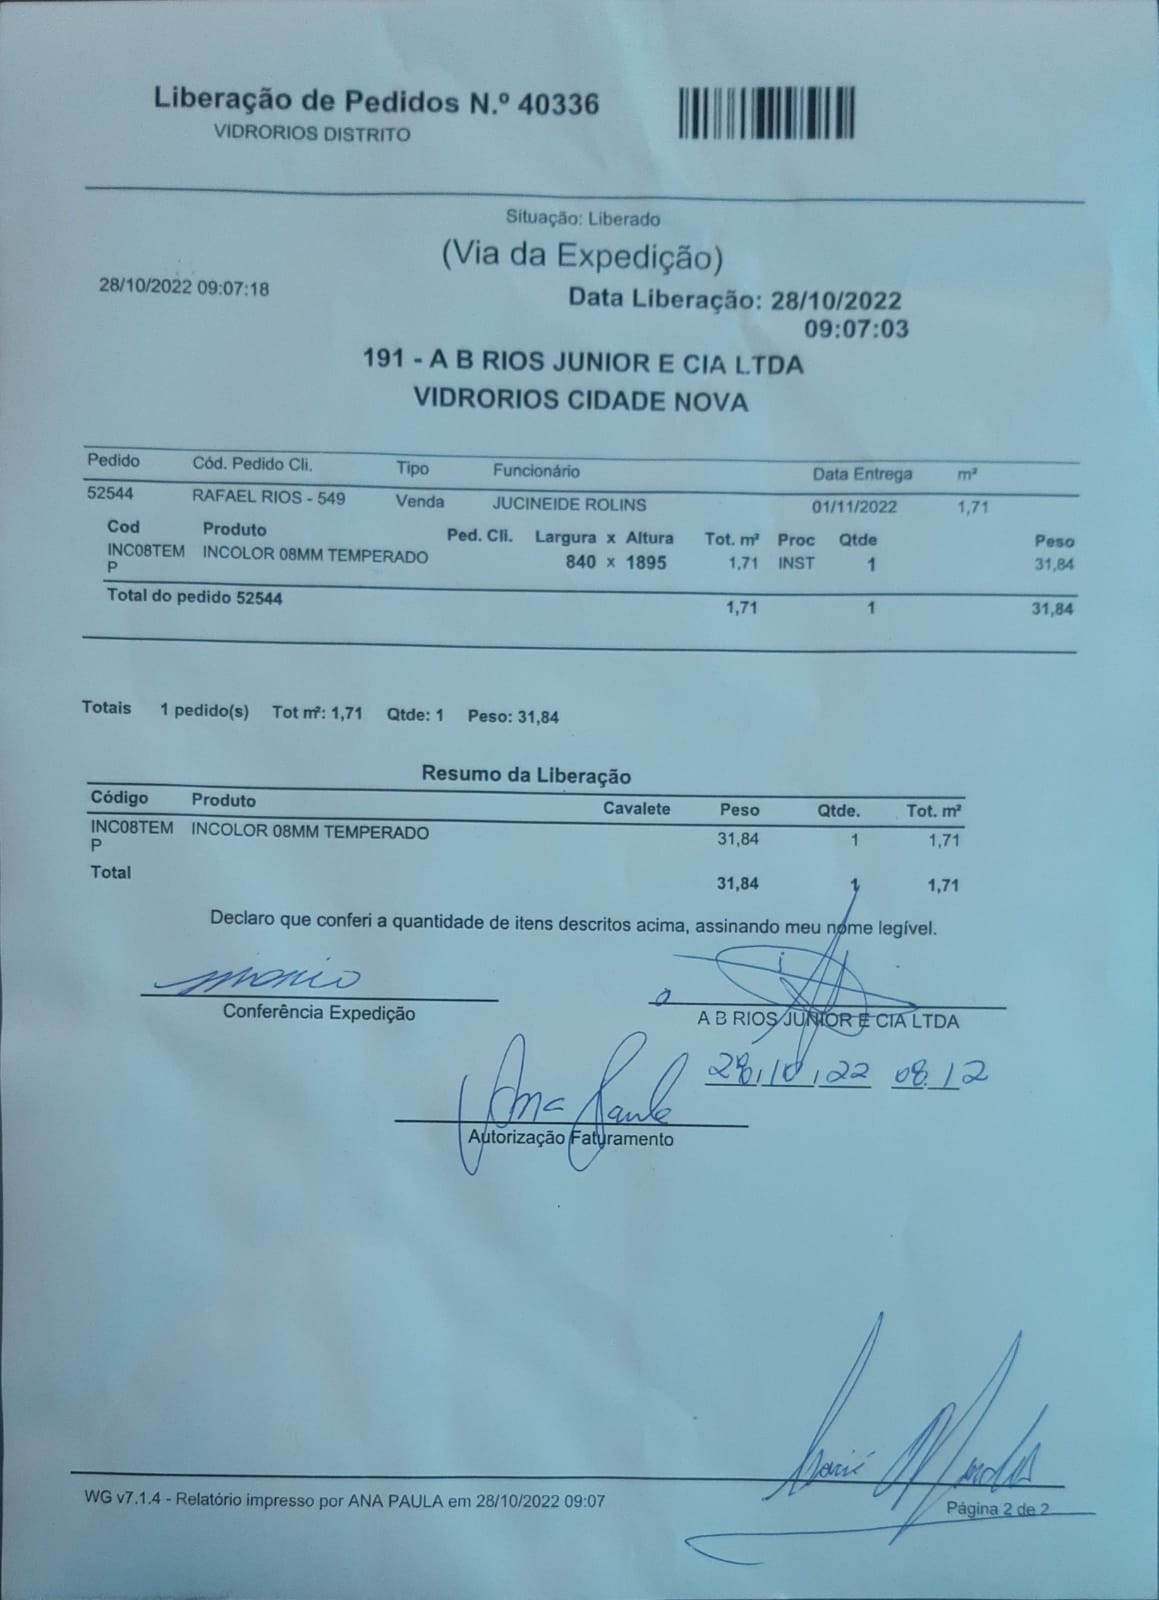 Liberação de Pedidos N.º 40336
VIDRORIOS DISTRITO
Situação: Liberado
(Via da Expedição)
28/10/2022 09:07:18
Data Liberação: 28/10/2022
09:07:03
191 - A B RIOS JUNIOR E CIA LTDA
VIDRORIOS CIDADE NOVA
Pedido Cód. Pedido Cli. Tipo Funcionário Data Entrega m²
52544 RAFAEL RIOS - 549 Venda JUCINEIDE ROLINS 01/11/2022 1,71
Cod Produto Ped. Cli. Largura x Altura Tot. m² Proc Qtde Peso
INC08TEM INCOLOR 08MM TEMPERADO 840 x 1895 1,71 INST 1 31,84
P
Total do pedido 52544 1,71 1 31,84
Totais 1 pedido(s) Tot m²: 1,71 Qtde: 1 Peso: 31,84
Resumo da Liberação
Código Produto Cavalete Peso Qtde. Tot. m²
INC08TEM INCOLOR 08MM TEMPERADO 31,84 1 1,71
P
Total 31,84 1 1,71
Declaro que conferi a quantidade de itens descritos acima, assinando meu nome legível.
Conferência Expedição
A B RIOS JUNIOR E CIA LTDA
28/10/22 08:12
Ana Paula
Autorização Faturamento
WG v7.1.4 - Relatório impresso por ANA PAULA em 28/10/2022 09:07
Página 2 de 2